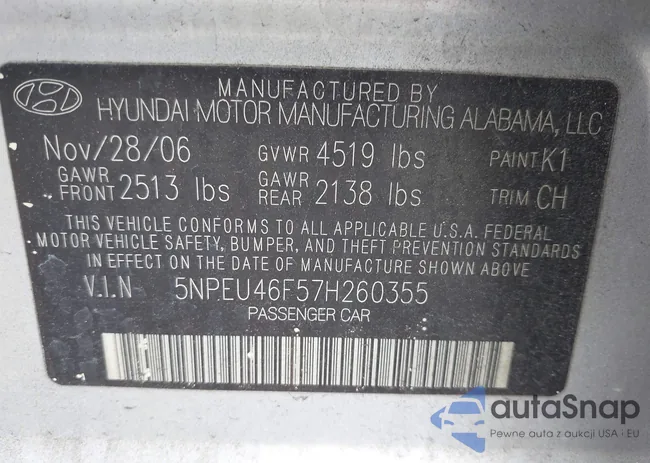 MANUFACTURED BY
HYUNDAI MOTOR MANUFACTURING ALABAMA, LLC
Nov/28/06 GVWR 4519 lbs PAINT K1
GAWR FRONT 2513 lbs GAWR REAR 2138 lbs TRIM CH
THIS VEHICLE CONFORMS TO ALL APPLICABLE U.S.A. FEDERAL
MOTOR VEHICLE SAFETY, BUMPER, AND THEFT PREVENTION STANDARDS
IN EFFECT ON THE DATE OF MANUFACTURE SHOWN ABOVE.
V.I.N 5NPEU46F57H260355
PASSENGER CAR
autaSnap
Pewne auta z aukcji USA · EU